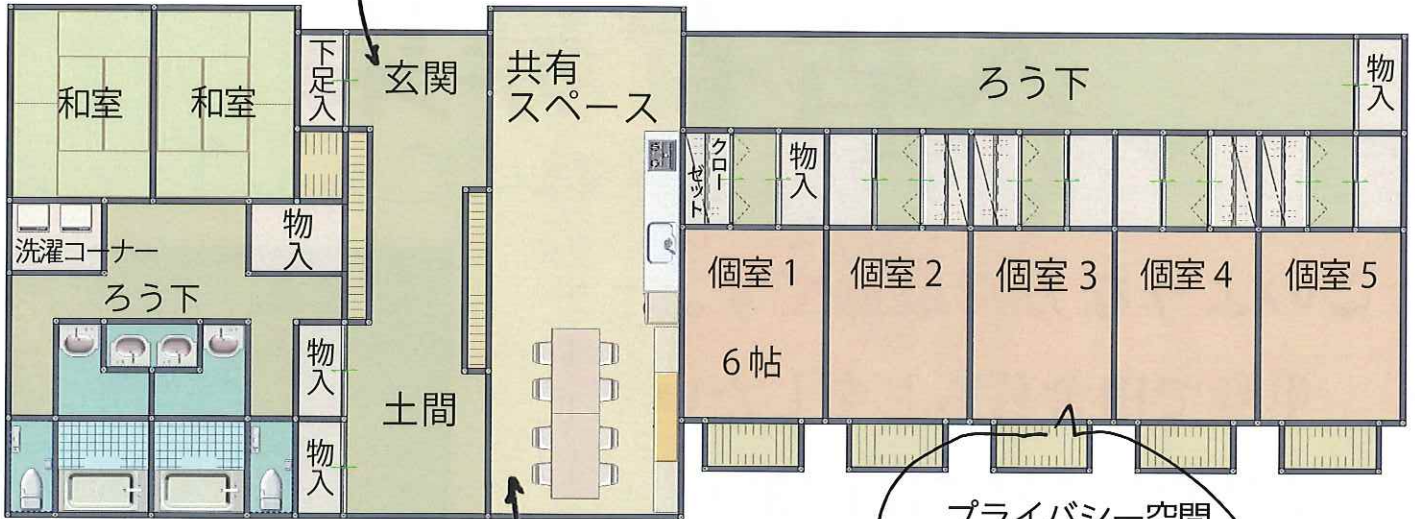 和室
和室
下足入
玄関
共有
スペース
ろう下
物入
クローゼット
物入
洗濯コーナー
物入
個室1
個室2
個室3
個室4
個室5
ろう下
6帖
物入
土間
物入
プライバシー空間